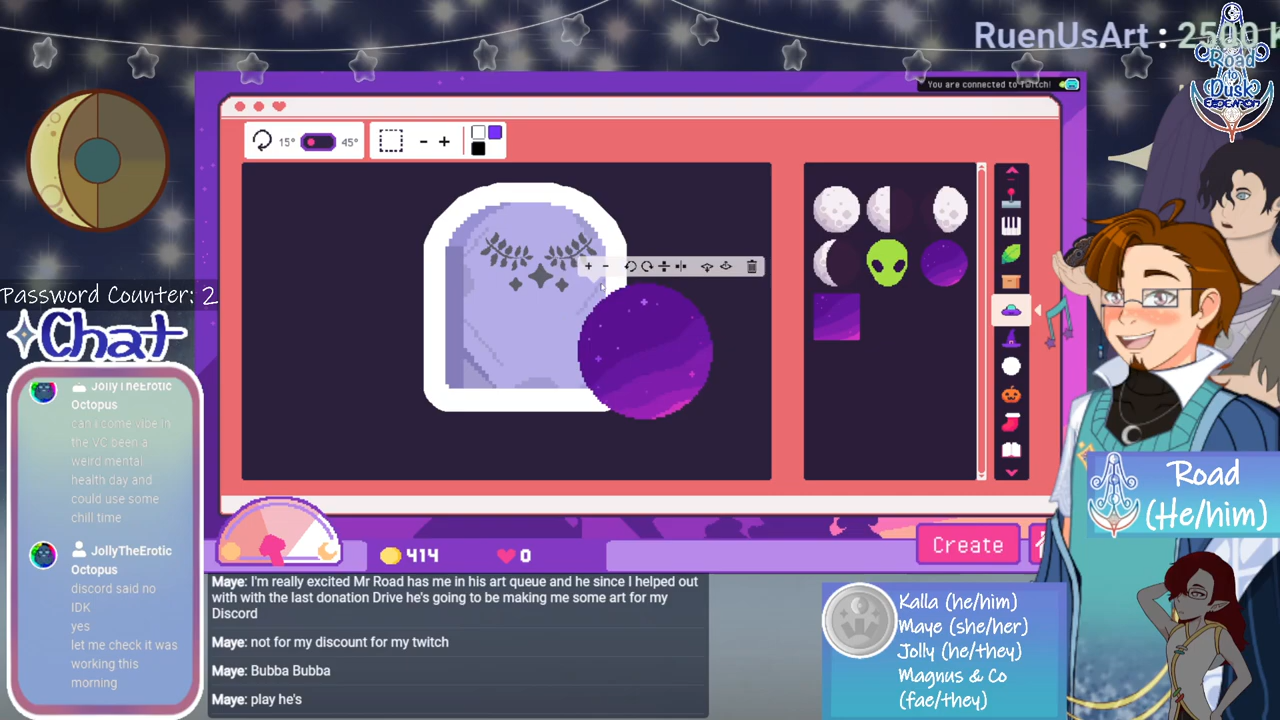 RuenUsArt : 2500 K
Road
to
Dusk
You are connected to Twitch!
15°
45°
Password Counter: 2
Chat
JollyTheErotic
Octopus
can i come vibe in
the VC been a
weird mental
health day and
could use some
chill time
JollyTheErotic
Octopus
discord said no
IDK
yes
let me check it was
working this
morning
414
0
Create
Maye: I'm really excited Mr Road has me in his art queue and he since I helped out
with with the last donation Drive he's going to be making me some art for my
Discord
Maye: not for my discount for my twitch
Maye: Bubba Bubba
Maye: play he's
Road
(He/him)
Kalla (he/him)
Maye (she/her)
Jolly (he/they)
Magnus & Co
(fae/they)